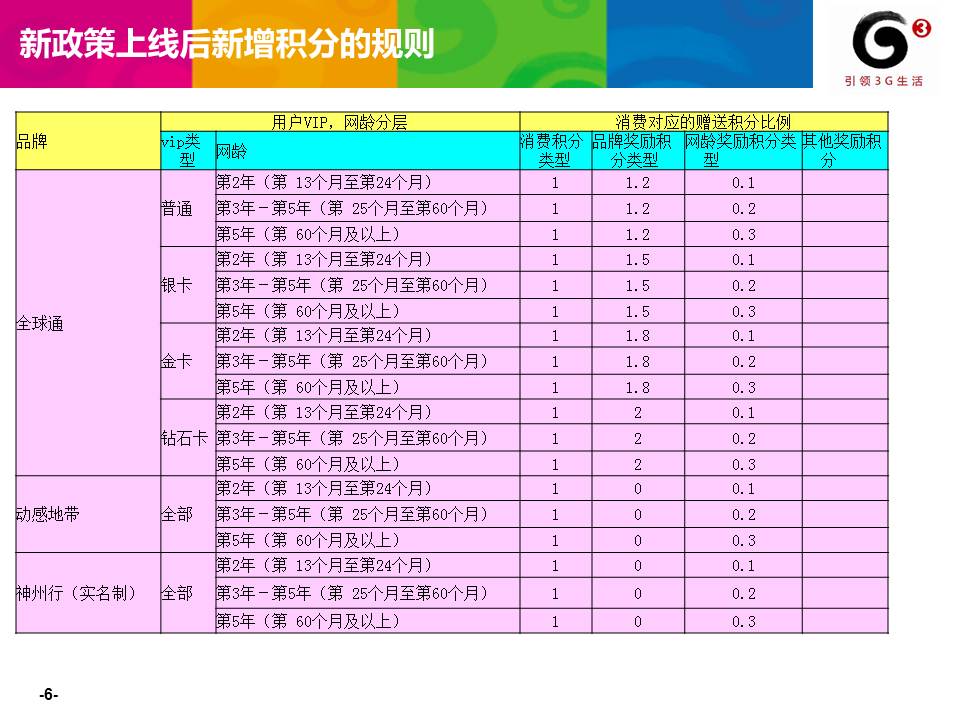 新政策上线后新增积分的规则
G3
引领3G生活
品牌 用户VIP，网龄分层 消费对应的赠送积分比例
vip类型 网龄 消费积分类型 品牌奖励积分类型 网龄奖励积分类型 其他奖励积分
全球通 普通 第2年（第 13个月至第24个月） 1 1.2 0.1
第3年－第5年（第 25个月至第60个月） 1 1.2 0.2
第5年（第 60个月及以上） 1 1.2 0.3
银卡 第2年（第 13个月至第24个月） 1 1.5 0.1
第3年－第5年（第 25个月至第60个月） 1 1.5 0.2
第5年（第 60个月及以上） 1 1.5 0.3
金卡 第2年（第 13个月至第24个月） 1 1.8 0.1
第3年－第5年（第 25个月至第60个月） 1 1.8 0.2
第5年（第 60个月及以上） 1 1.8 0.3
钻石卡 第2年（第 13个月至第24个月） 1 2 0.1
第3年－第5年（第 25个月至第60个月） 1 2 0.2
第5年（第 60个月及以上） 1 2 0.3
动感地带 全部 第2年（第 13个月至第24个月） 1 0 0.1
第3年－第5年（第 25个月至第60个月） 1 0 0.2
第5年（第 60个月及以上） 1 0 0.3
神州行（实名制） 全部 第2年（第 13个月至第24个月） 1 0 0.1
第3年－第5年（第 25个月至第60个月） 1 0 0.2
第5年（第 60个月及以上） 1 0 0.3
-6-